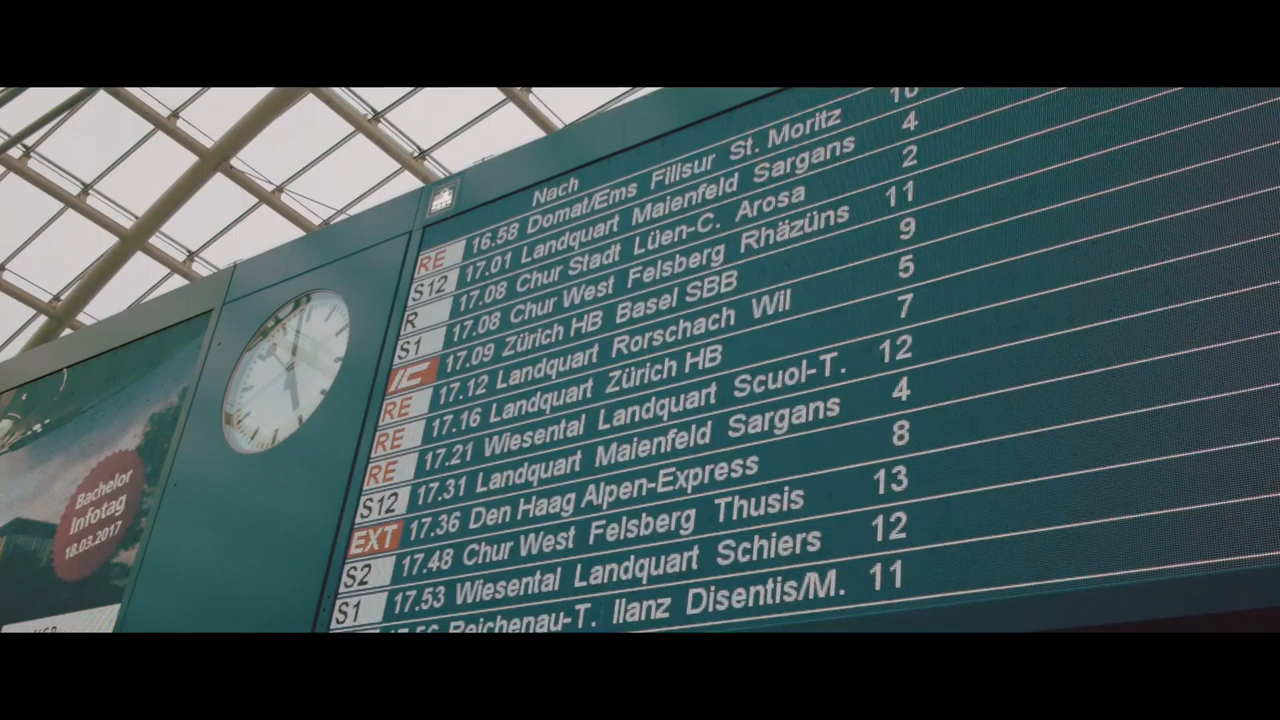 Nach
RE 16.58 Domat/Ems Filisur St. Moritz 10
S12 17.01 Landquart Maienfeld Sargans 4
R 17.08 Chur Stadt Lüen-C. Arosa 2
S1 17.08 Chur West Felsberg Rhäzüns 11
IC 17.09 Zürich HB Basel SBB 9
RE 17.12 Landquart Rorschach Wil 5
RE 17.16 Landquart Zürich HB 7
RE 17.21 Wiesental Landquart Scuol-T. 12
S12 17.31 Landquart Maienfeld Sargans 4
EXT 17.36 Den Haag Alpen-Express 8
S2 17.48 Chur West Felsberg Thusis 13
S1 17.53 Wiesental Landquart Schiers 12
17.56 Reichenau-T. Ilanz Disentis/M. 11
Bachelor
Infotag
18.03.2017